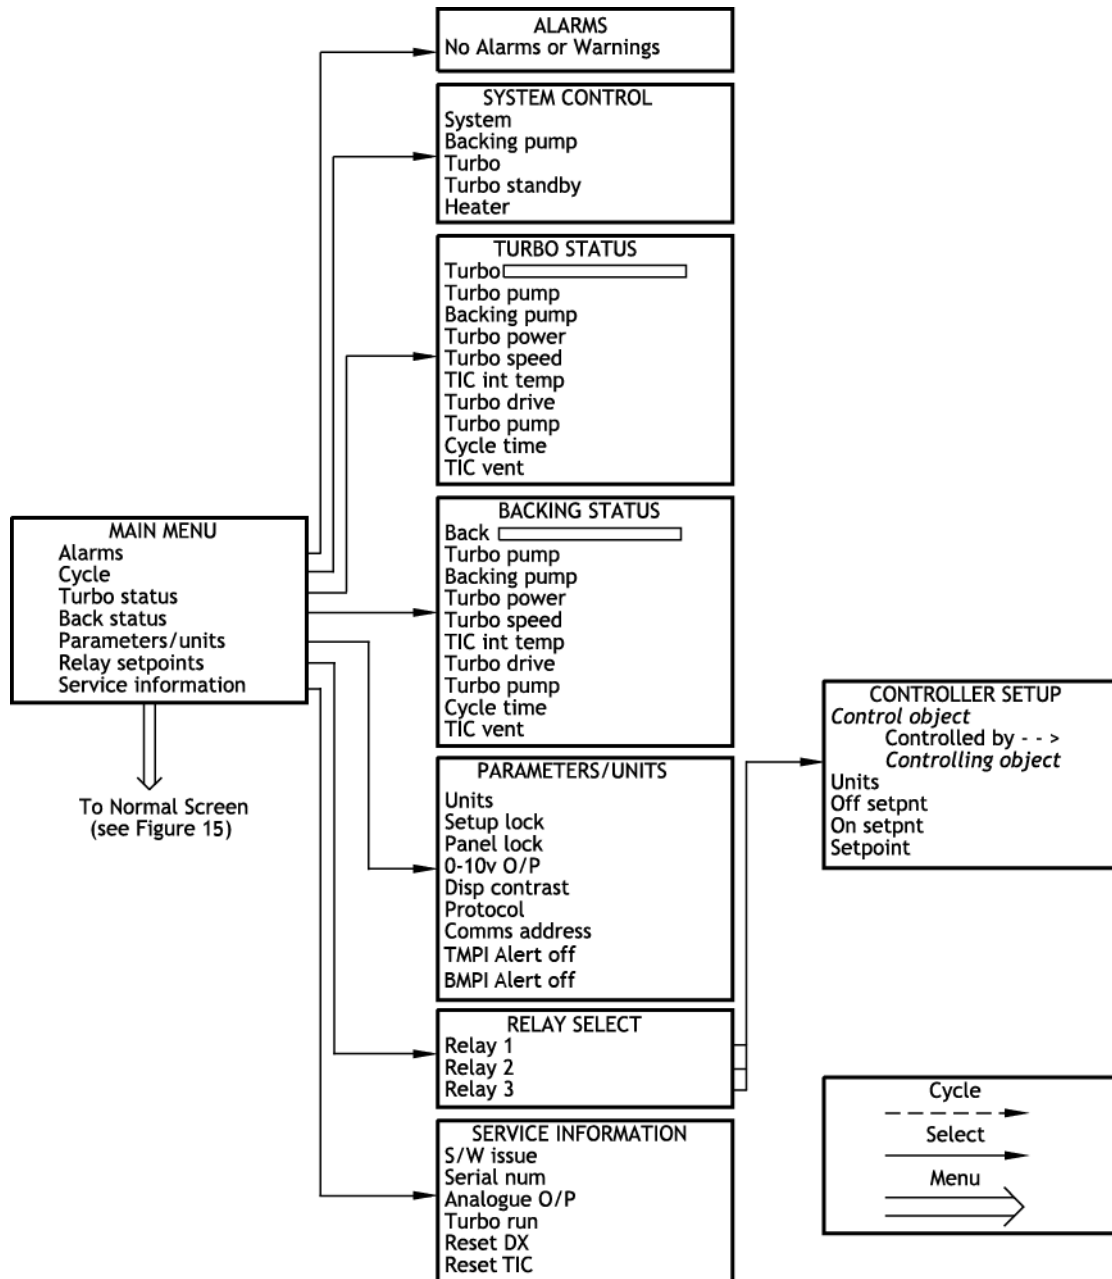 ALARMS
No Alarms or Warnings
SYSTEM CONTROL
System
Backing pump
Turbo
Turbo standby
Heater
TURBO STATUS
Turbo
Turbo pump
Backing pump
Turbo power
Turbo speed
TIC int temp
Turbo drive
Turbo pump
Cycle time
TIC vent
MAIN MENU
Alarms
Cycle
Turbo status
Back status
Parameters/units
Relay setpoints
Service information
To Normal Screen
(see Figure 15)
BACKING STATUS
Back
Turbo pump
Backing pump
Turbo power
Turbo speed
TIC int temp
Turbo drive
Turbo pump
Cycle time
TIC vent
PARAMETERS/UNITS
Units
Setup lock
Panel lock
0-10v O/P
Disp contrast
Protocol
Comms address
TMPI Alert off
BMPI Alert off
RELAY SELECT
Relay 1
Relay 2
Relay 3
SERVICE INFORMATION
S/W issue
Serial num
Analogue O/P
Turbo run
Reset DX
Reset TIC
CONTROLLER SETUP
Control object
Controlled by - - >
Controlling object
Units
Off setpnt
On setpnt
Setpoint
Cycle
Select
Menu